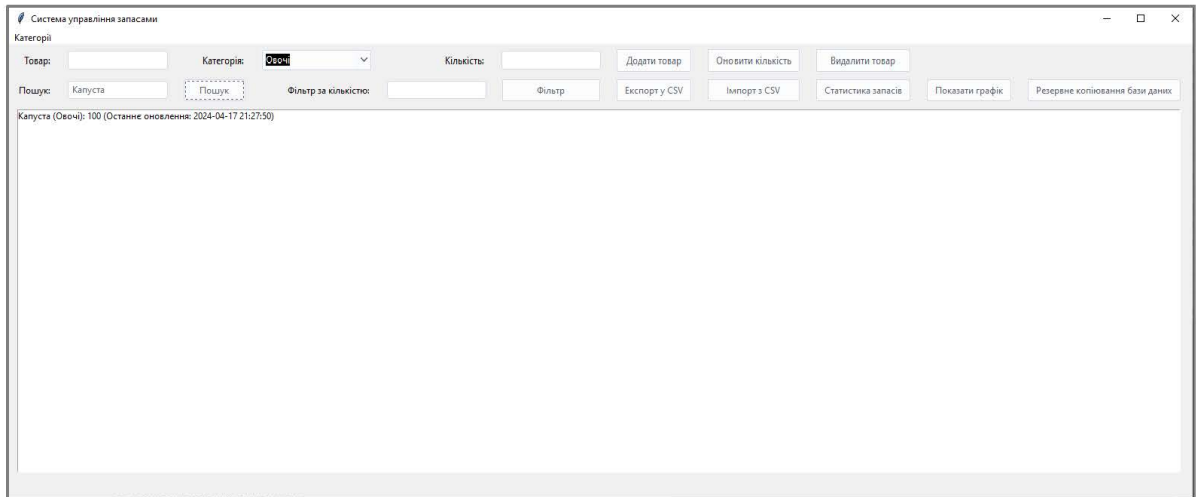 Система управління запасами
Категорії
Товар: Категорія: Овочі Кількість: Додати товар Оновити кількість Видалити товар
Пошук: Капуста Пошук Фільтр за кількістю: Фільтр Експорт у CSV Імпорт з CSV Статистика запасів Показати графік Резервне копіювання бази даних
Капуста (Овочі): 100 (Останнє оновлення: 2024-04-17 21:27:50)